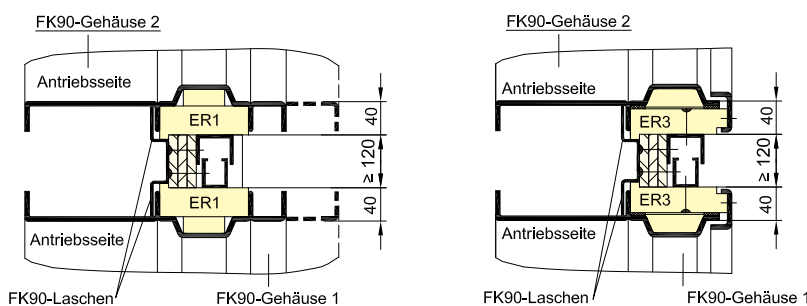 FK90-Gehäuse 2
Antriebsseite
ER1
40
≥ 120
ER1
40
Antriebsseite
FK90-Laschen
FK90-Gehäuse 1
FK90-Gehäuse 2
Antriebsseite
ER3
40
≥ 120
ER3
40
Antriebsseite
FK90-Laschen
FK90-Gehäuse 1